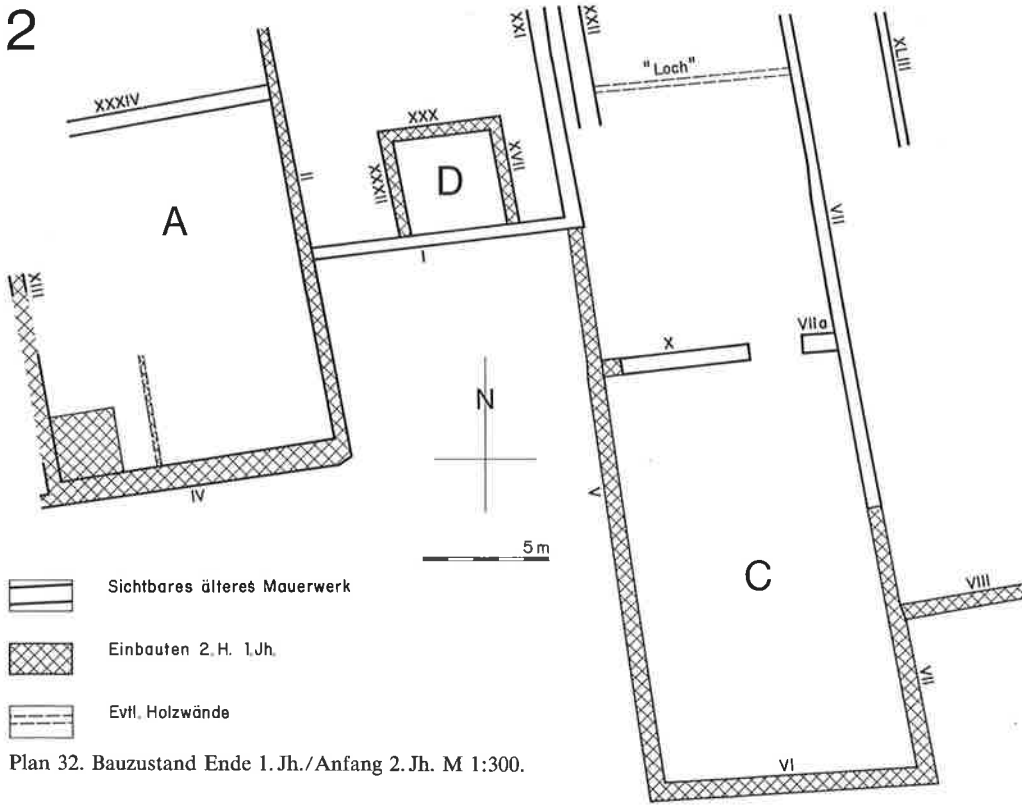 2
XXXIV
II
XXX
XXXII
XVII
D
XXI
XXII
"Loch"
XLIII
A
XIII
I
VII
VIIa
X
N
IV
V
5m
C
VIII
VII
VI
Sichtbares älteres Mauerwerk
Einbauten 2. H. 1. Jh.
Evtl. Holzwände
Plan 32. Bauzustand Ende 1. Jh./Anfang 2. Jh. M 1:300.